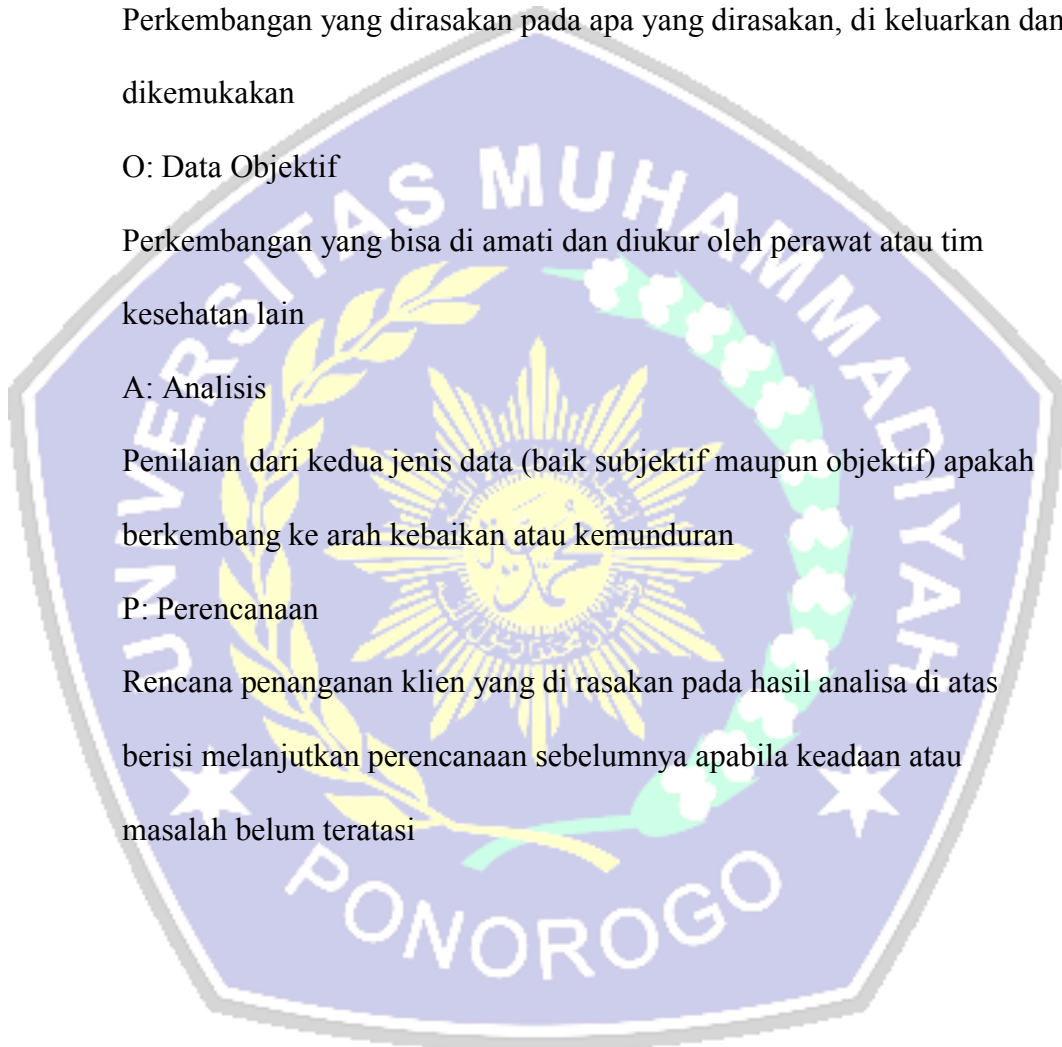 Perkembangan yang dirasakan pada apa yang dirasakan, di keluarkan dan
dikemukakan
O: Data Objektif
Perkembangan yang bisa di amati dan diukur oleh perawat atau tim
kesehatan lain
A: Analisis
Penilaian dari kedua jenis data (baik subjektif maupun objektif) apakah
berkembang ke arah kebaikan atau kemunduran
P: Perencanaan
Rencana penanganan klien yang di rasakan pada hasil analisa di atas
berisi melanjutkan perencanaan sebelumnya apabila keadaan atau
masalah belum teratasi
UNIVERSITAS MUHAMMADIYAH
PONOROGO